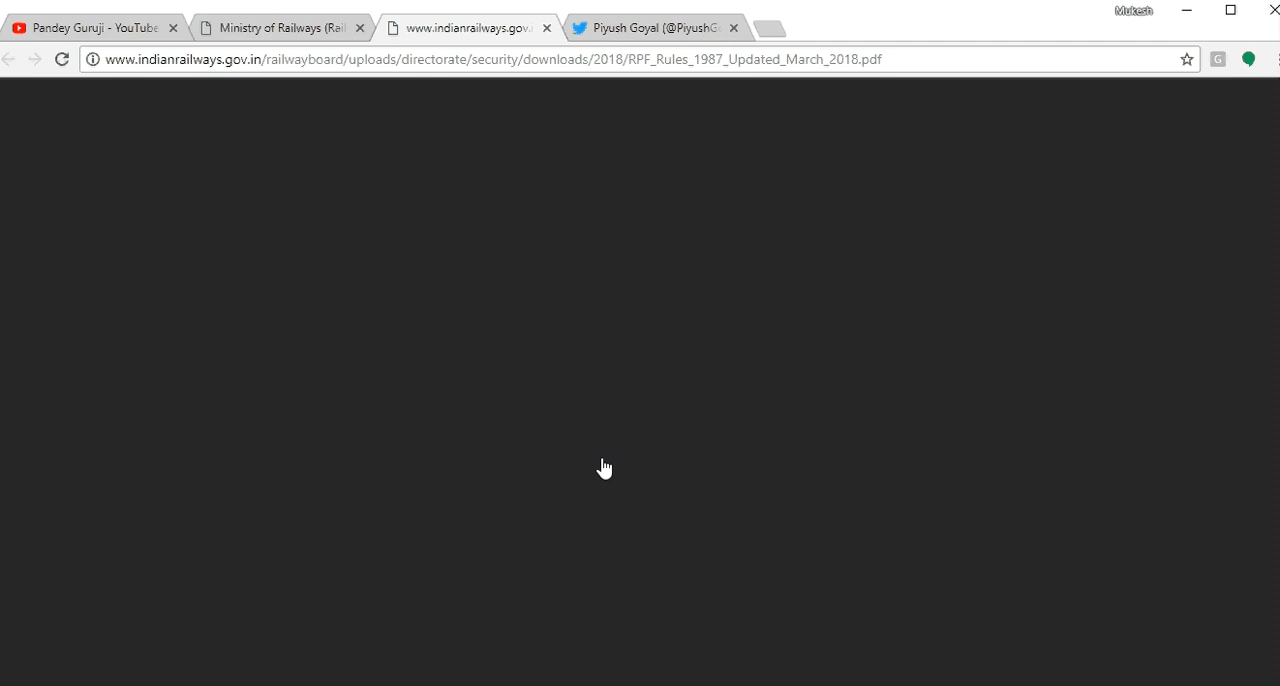 Mukesh
Pandey Guruji - YouTube
Ministry of Railways (Rail
www.indianrailways.gov.i
Piyush Goyal (@PiyushG
www.indianrailways.gov.in/railwayboard/uploads/directorate/security/downloads/2018/RPF_Rules_1987_Updated_March_2018.pdf
G